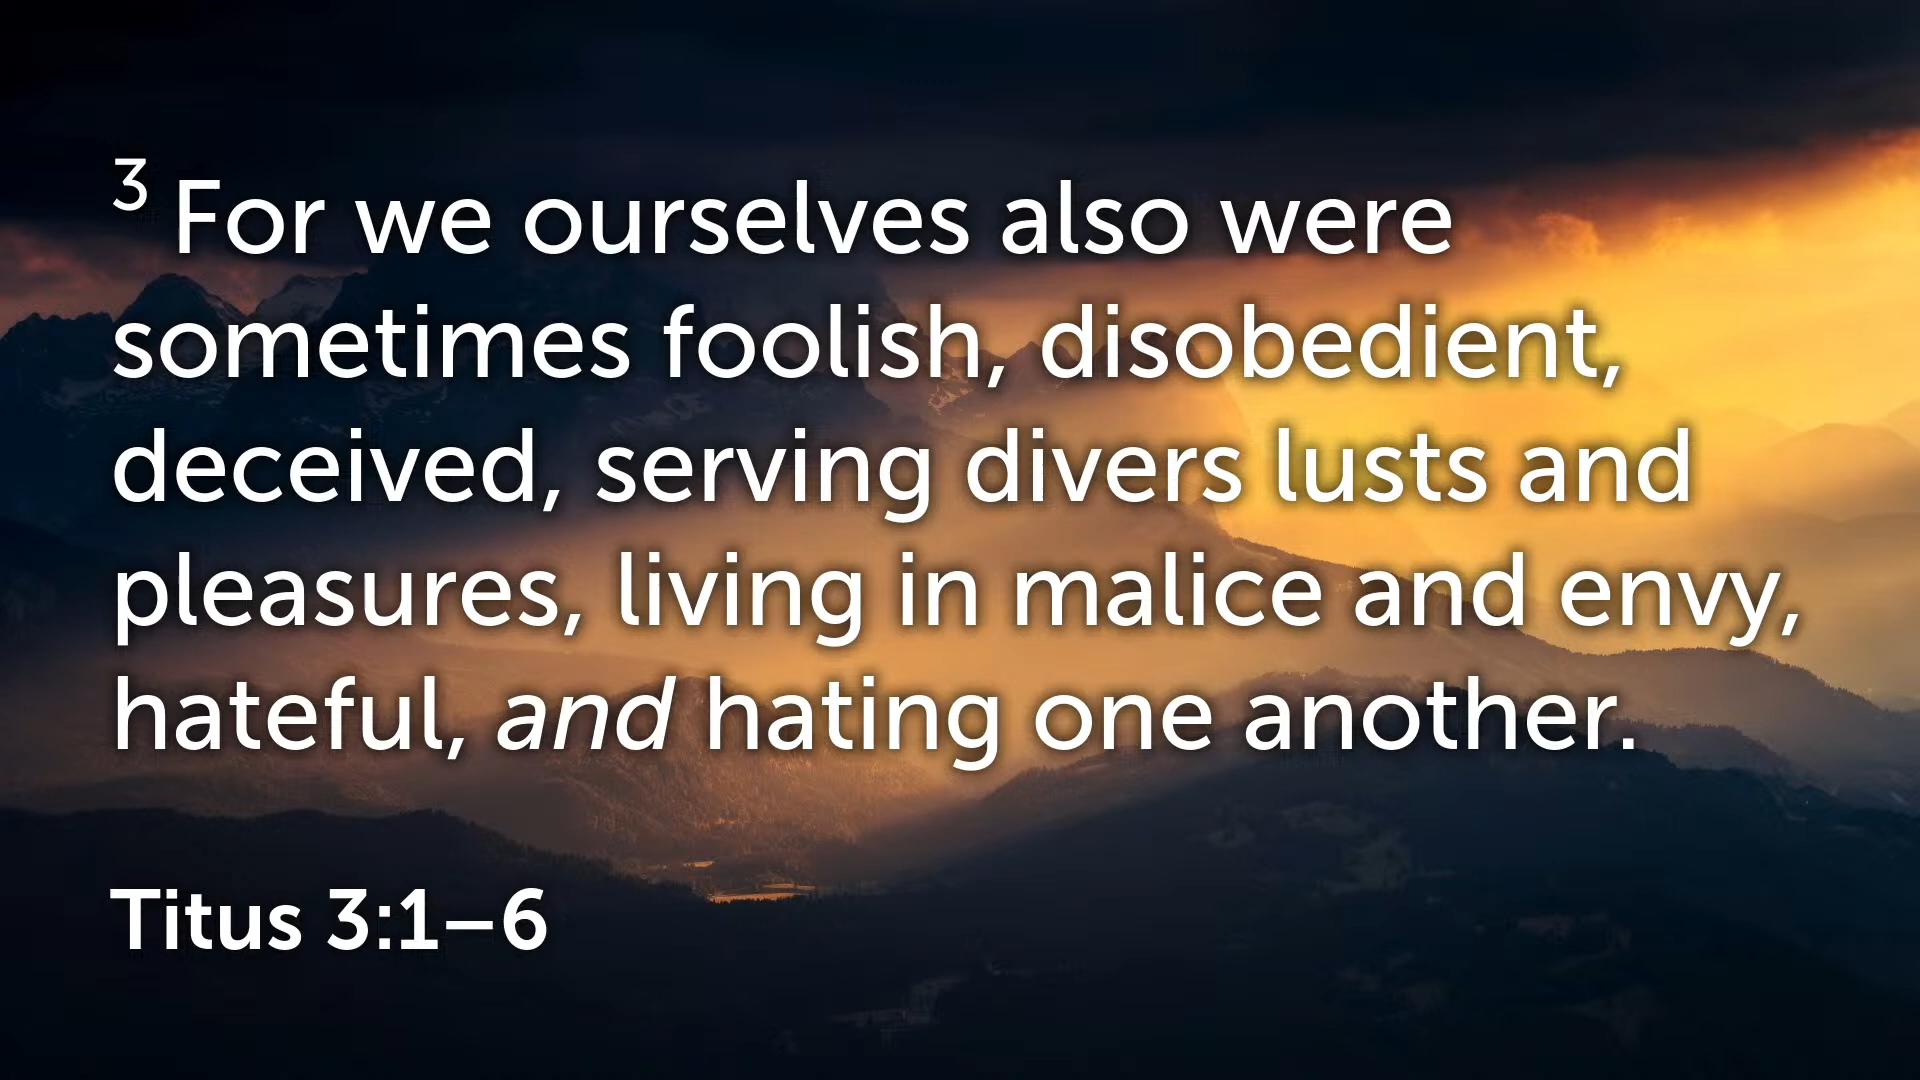 3 For we ourselves also were
sometimes foolish, disobedient,
deceived, serving divers lusts and
pleasures, living in malice and envy,
hateful, and hating one another.
Titus 3:1–6